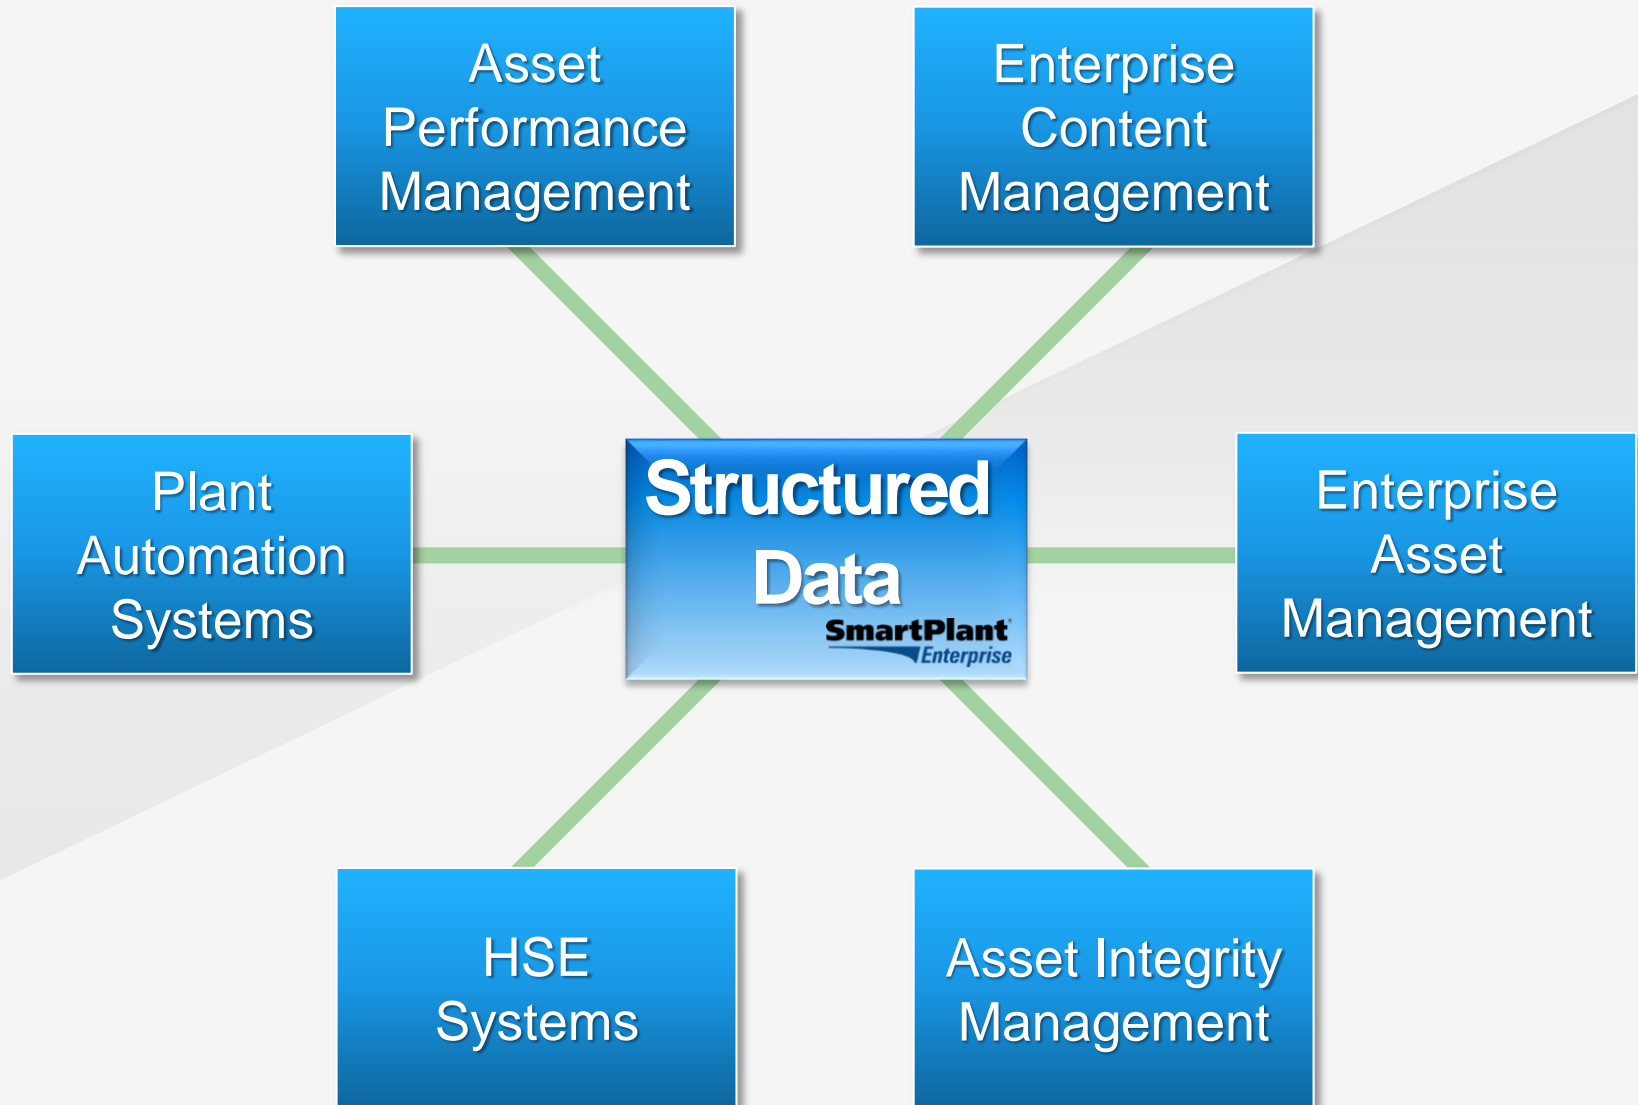 Asset
Performance
Management
Enterprise
Content
Management
Plant
Automation
Systems
Structured
Data
SmartPlant
Enterprise
Enterprise
Asset
Management
HSE
Systems
Asset Integrity
Management